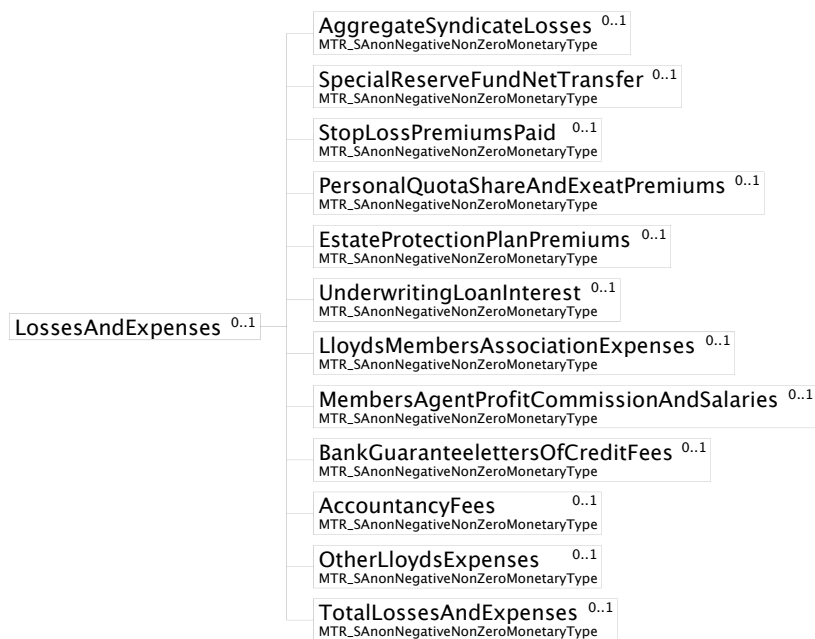 AggregateSyndicateLosses 0..1
MTR_SAnonNegativeNonZeroMonetaryType
SpecialReserveFundNetTransfer 0..1
MTR_SAnonNegativeNonZeroMonetaryType
StopLossPremiumsPaid 0..1
MTR_SAnonNegativeNonZeroMonetaryType
PersonalQuotaShareAndExeatPremiums 0..1
MTR_SAnonNegativeNonZeroMonetaryType
EstateProtectionPlanPremiums 0..1
MTR_SAnonNegativeNonZeroMonetaryType
UnderwritingLoanInterest 0..1
MTR_SAnonNegativeNonZeroMonetaryType
LossesAndExpenses 0..1
LloydsMembersAssociationExpenses 0..1
MTR_SAnonNegativeNonZeroMonetaryType
MembersAgentProfitCommissionAndSalaries 0..1
MTR_SAnonNegativeNonZeroMonetaryType
BankGuaranteelettersOfCreditFees 0..1
MTR_SAnonNegativeNonZeroMonetaryType
AccountancyFees 0..1
MTR_SAnonNegativeNonZeroMonetaryType
OtherLloydsExpenses 0..1
MTR_SAnonNegativeNonZeroMonetaryType
TotalLossesAndExpenses 0..1
MTR_SAnonNegativeNonZeroMonetaryType